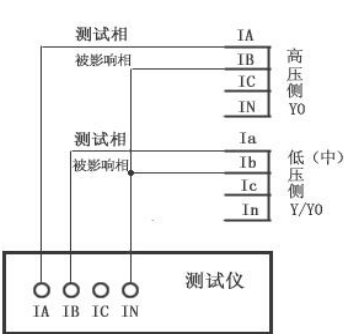 测试相 IA
被影响相 IB 高
IC 压
侧
IN Y0
测试相 Ia
被影响相 Ib 低（中）
Ic 压
侧
In Y/Y0
测试仪
IA IB IC IN